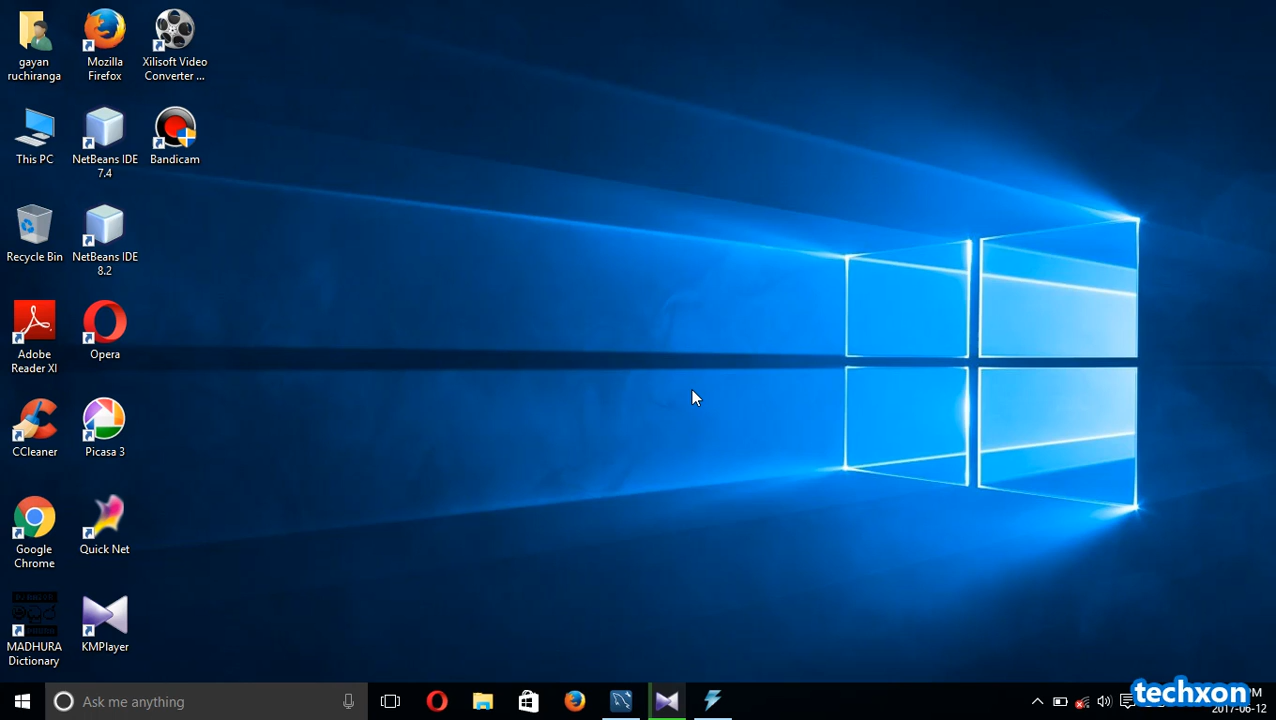 gayan
ruchiranga
Mozilla
Firefox
Xilisoft Video
Converter ...
This PC
NetBeans IDE
7.4
Bandicam
Recycle Bin
NetBeans IDE
8.2
Adobe
Reader XI
Opera
CCleaner
Picasa 3
Google
Chrome
Quick Net
MADHURA
Dictionary
KMPlayer
Ask me anything
techxon
2017-06-12